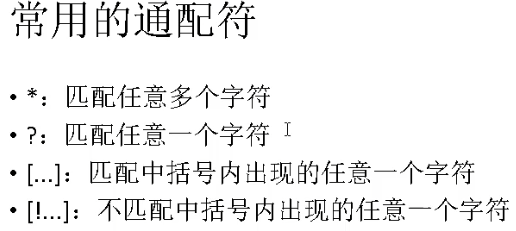 常用的通配符
• *：匹配任意多个字符
• ?：匹配任意一个字符
• [...]：匹配中括号内出现的任意一个字符
• [!...]：不匹配中括号内出现的任意一个字符